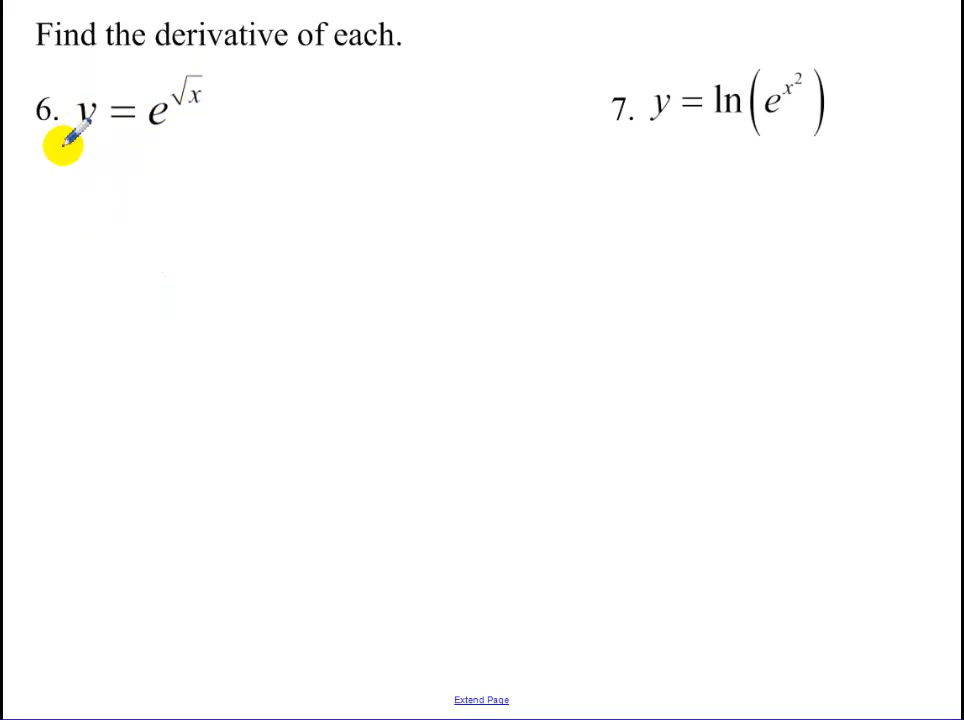 Find the derivative of each.
6. y = e^√x
7. y = ln(e^x²)
Extend Page